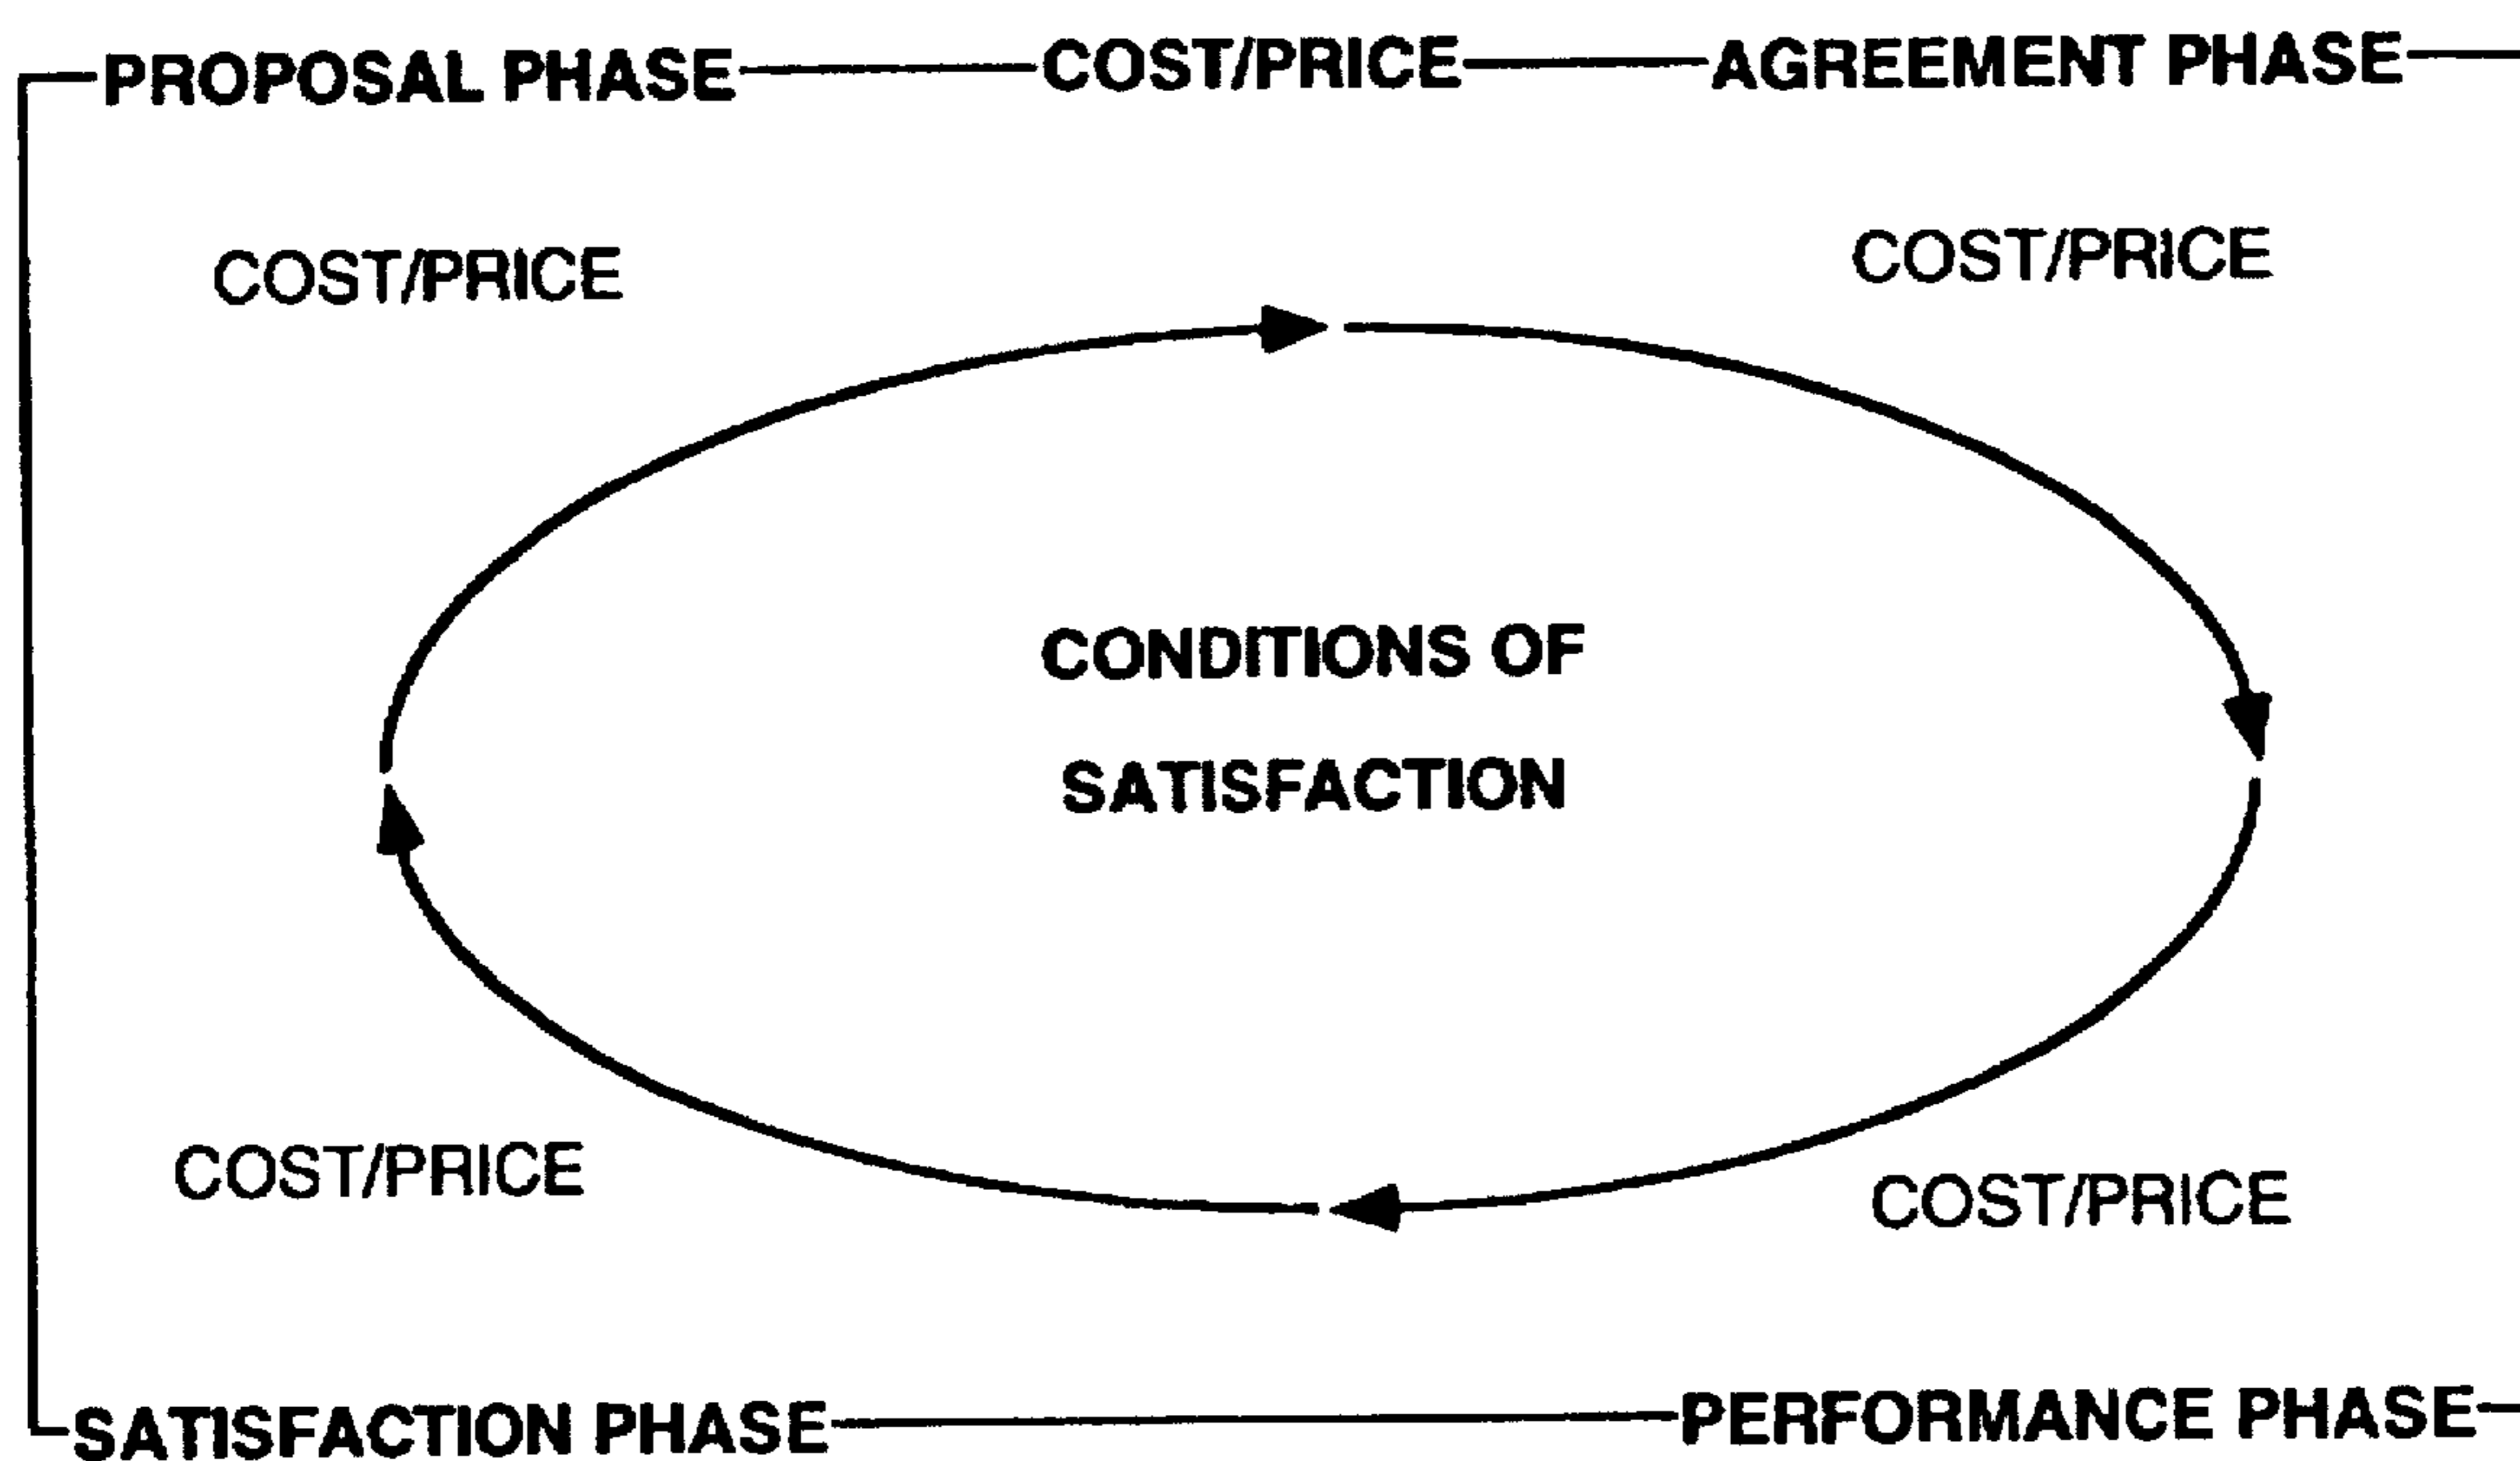 PROPOSAL PHASE COST/PRICE AGREEMENT PHASE
COST/PRICE COST/PRICE
CONDITIONS OF
SATISFACTION
COST/PRICE COST/PRICE
SATISFACTION PHASE PERFORMANCE PHASE